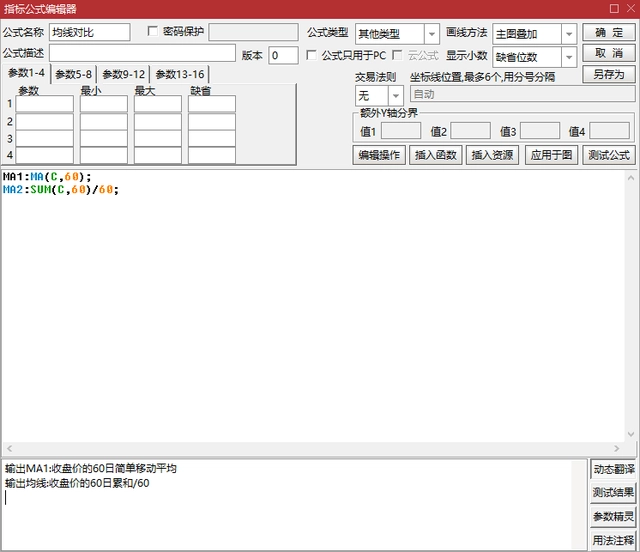 指标公式编辑器
公式名称 均线对比 密码保护 公式类型 其他类型 画线方法 主图叠加 确 定
公式描述 版本 0 公式只用于PC 云公式 显示小数 缺省位数 取 消
参数1-4 参数5-8 参数9-12 参数13-16 交易法则 坐标线位置,最多6个,用分号分隔 另存为
参数 最小 最大 缺省 无 自动
1
2
3
4
额外Y轴分界
值1 值2 值3 值4
编辑操作 插入函数 插入资源 应用于图 测试公式
MA1:MA(C,60);
MA2:SUM(C,60)/60;
输出MA1:收盘价的60日简单移动平均
输出均线:收盘价的60日累和/60
动态翻译
测试结果
参数精灵
用法注释